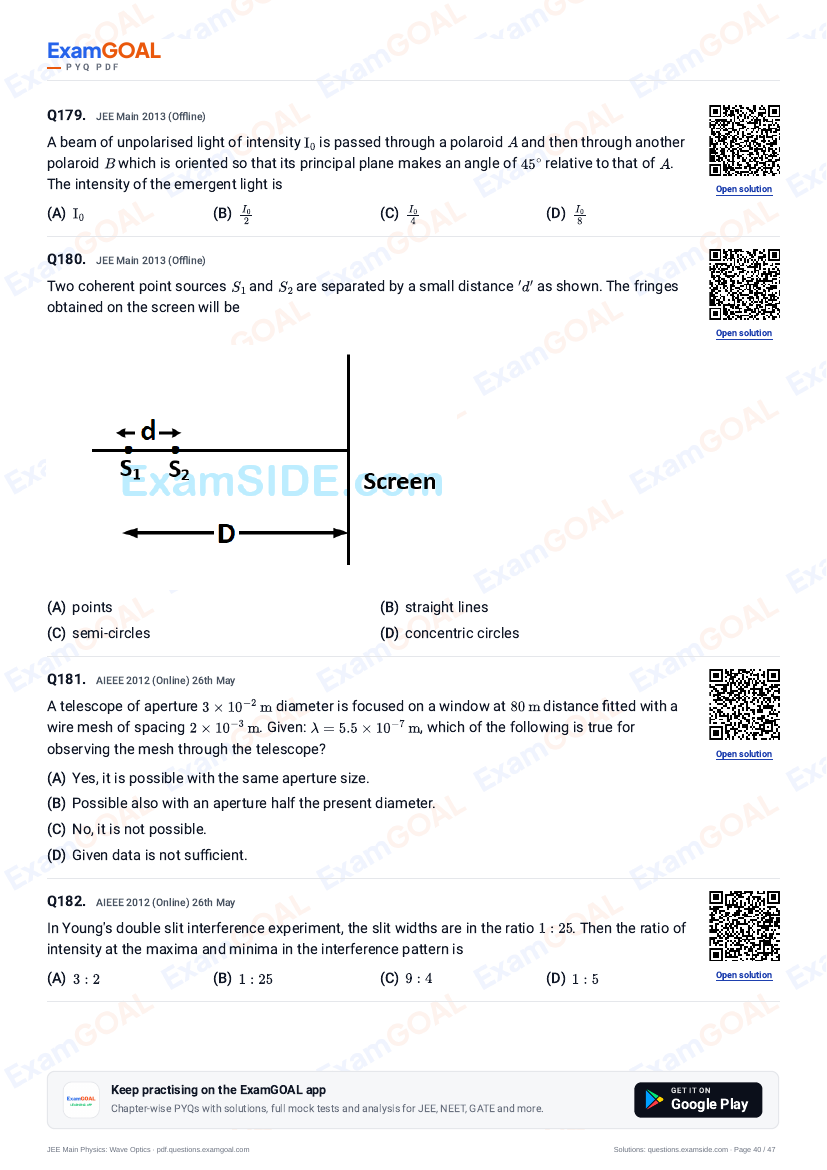 ExamGOAL
PYQ PDF
Q179. JEE Main 2013 (Offline)
A beam of unpolarised light of intensity I₀ is passed through a polaroid A and then through another
polaroid B which is oriented so that its principal plane makes an angle of 45° relative to that of A.
The intensity of the emergent light is
(A) I₀ (B) I₀/2 (C) I₀/4 (D) I₀/8
Open solution
Q180. JEE Main 2013 (Offline)
Two coherent point sources S₁ and S₂ are separated by a small distance ′d′ as shown. The fringes
obtained on the screen will be
Open solution
d
S₁ S₂
ExamSIDE.com
Screen
D
(A) points (B) straight lines
(C) semi-circles (D) concentric circles
Q181. AIEEE 2012 (Online) 26th May
A telescope of aperture 3 × 10⁻² m diameter is focused on a window at 80 m distance fitted with a
wire mesh of spacing 2 × 10⁻³ m. Given: λ = 5.5 × 10⁻⁷ m, which of the following is true for
observing the mesh through the telescope?
Open solution
(A) Yes, it is possible with the same aperture size.
(B) Possible also with an aperture half the present diameter.
(C) No, it is not possible.
(D) Given data is not sufficient.
Q182. AIEEE 2012 (Online) 26th May
In Young's double slit interference experiment, the slit widths are in the ratio 1 : 25. Then the ratio of
intensity at the maxima and minima in the interference pattern is
(A) 3 : 2 (B) 1 : 25 (C) 9 : 4 (D) 1 : 5
Open solution
Keep practising on the ExamGOAL app
Chapter-wise PYQs with solutions, full mock tests and analysis for JEE, NEET, GATE and more.
GET IT ON
Google Play
JEE Main Physics: Wave Optics · pdf.questions.examgoal.com
Solutions: questions.examside.com · Page 40 / 47